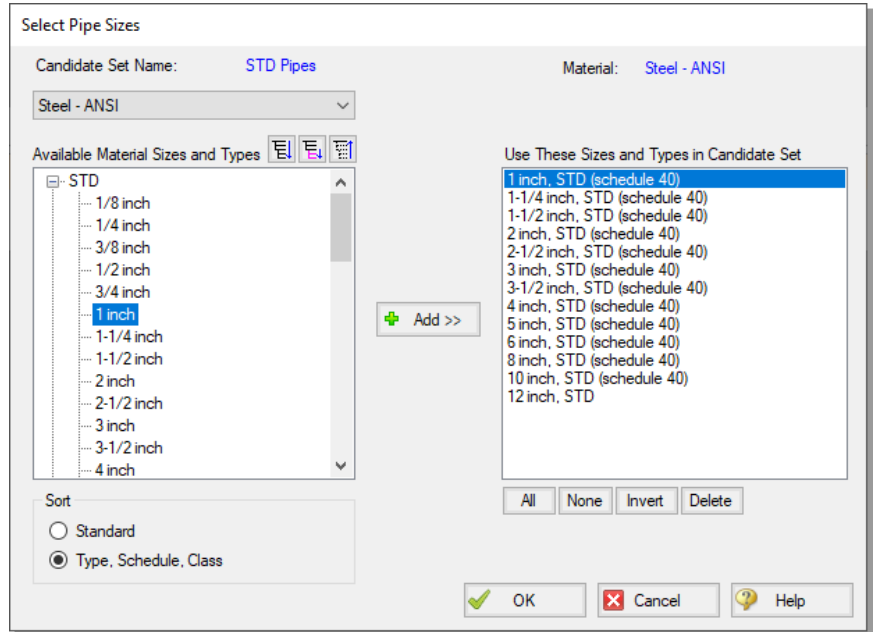 Select Pipe Sizes
Candidate Set Name: STD Pipes
Material: Steel - ANSI
Steel - ANSI
Available Material Sizes and Types
STD
1/8 inch
1/4 inch
3/8 inch
1/2 inch
3/4 inch
1 inch
1-1/4 inch
1-1/2 inch
2 inch
2-1/2 inch
3 inch
3-1/2 inch
4 inch
Sort
Standard
Type, Schedule, Class
Add >>
Use These Sizes and Types in Candidate Set
1 inch, STD (schedule 40)
1-1/4 inch, STD (schedule 40)
1-1/2 inch, STD (schedule 40)
2 inch, STD (schedule 40)
2-1/2 inch, STD (schedule 40)
3 inch, STD (schedule 40)
3-1/2 inch, STD (schedule 40)
4 inch, STD (schedule 40)
5 inch, STD (schedule 40)
6 inch, STD (schedule 40)
8 inch, STD (schedule 40)
10 inch, STD (schedule 40)
12 inch, STD
All None Invert Delete
OK Cancel Help